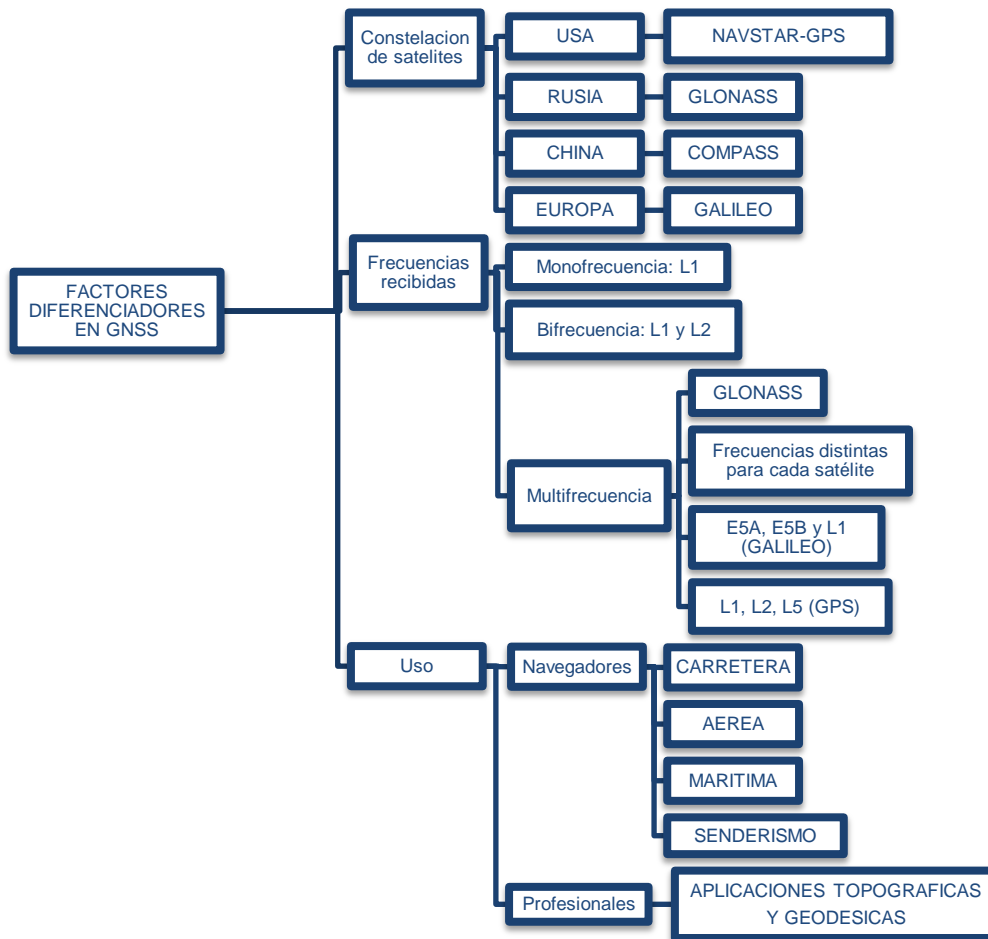 FACTORES
DIFERENCIADORES
EN GNSS
Constelacion
de satelites
USA
NAVSTAR-GPS
RUSIA
GLONASS
CHINA
COMPASS
EUROPA
GALILEO
Frecuencias
recibidas
Monofrecuencia: L1
Bifrecuencia: L1 y L2
Multifrecuencia
GLONASS
Frecuencias distintas
para cada satélite
E5A, E5B y L1
(GALILEO)
L1, L2, L5 (GPS)
Uso
Navegadores
CARRETERA
AEREA
MARITIMA
SENDERISMO
Profesionales
APLICACIONES TOPOGRAFICAS
Y GEODESICAS